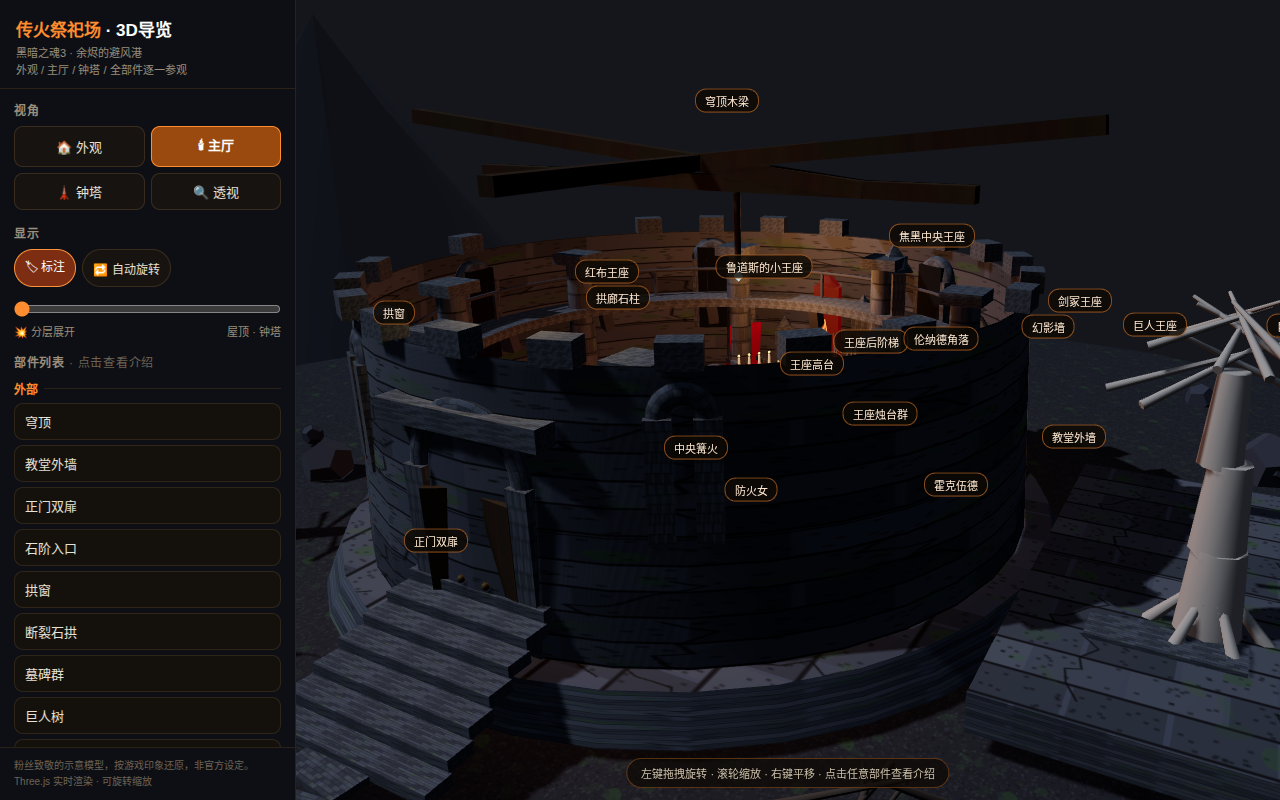 传火祭祀场 · 3D导览
黑暗之魂3 · 余烬的避风港
外观 / 主厅 / 钟塔 / 全部件逐一参观
视角
外观
主厅
钟塔
透视
显示
标注
自动旋转
分层展开
屋顶 · 钟塔
部件列表 · 点击查看介绍
外部
穹顶
教堂外墙
正门双扉
石阶入口
拱窗
断裂石拱
墓碑群
巨人树
粉丝致敬的示意模型，按游戏印象还原，非官方设定。
Three.js 实时渲染 · 可旋转缩放
穹顶木梁
焦黑中央王座
红布王座
鲁道斯的小王座
拱廊石柱
拱窗
剑冢王座
幻影墙
巨人王座
王座后阶梯
伦纳德角落
王座高台
王座烛台群
教堂外墙
中央篝火
防火女
霍克伍德
正门双扉
左键拖拽旋转 · 滚轮缩放 · 右键平移 · 点击任意部件查看介绍